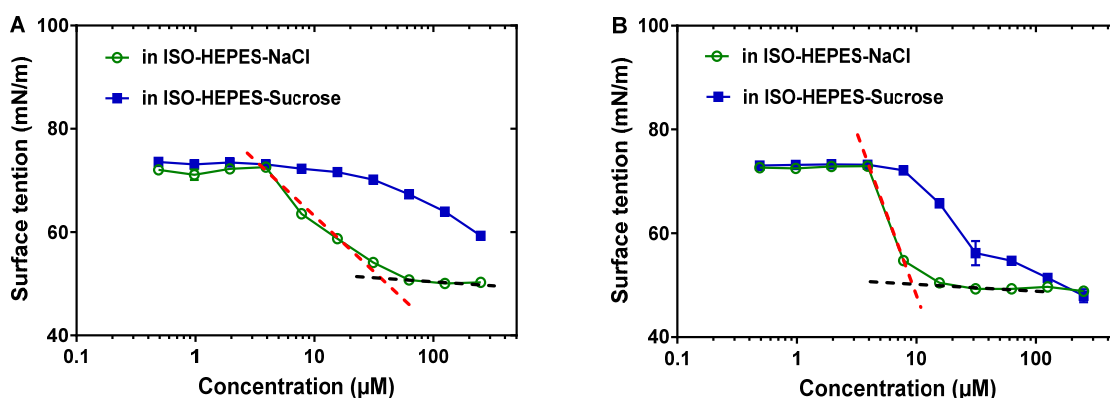 A
100
80
60
40
Surface tention (mN/m)
in ISO-HEPES-NaCl
in ISO-HEPES-Sucrose
0.1 1 10 100
Concentration (µM)
B
100
80
60
40
Surface tention (mN/m)
in ISO-HEPES-NaCl
in ISO-HEPES-Sucrose
0.1 1 10 100
Concentration (µM)